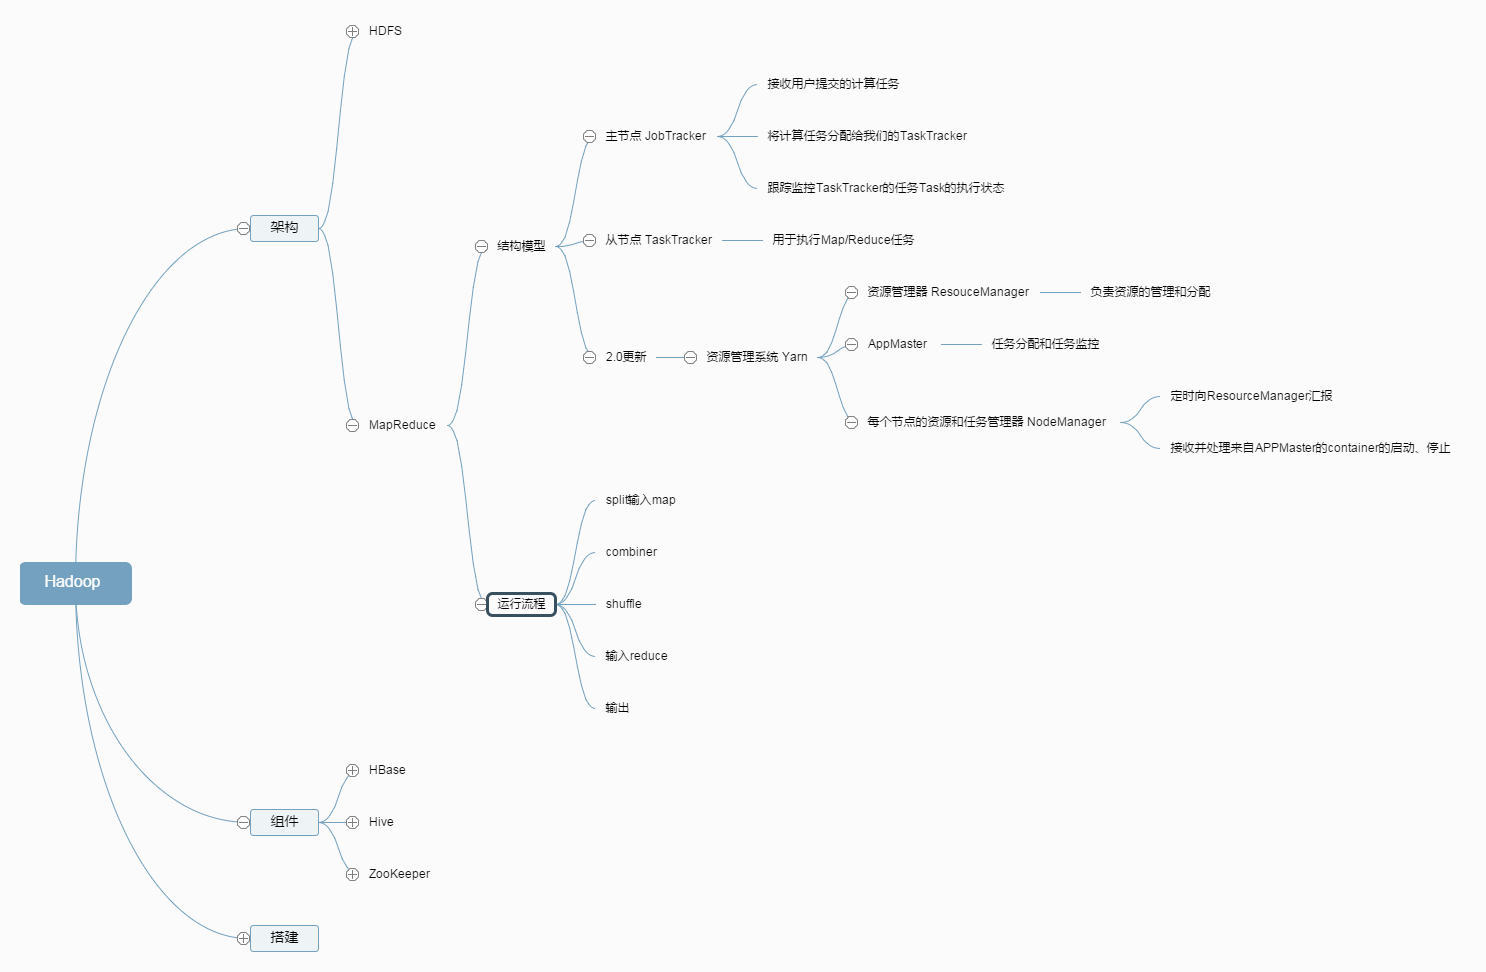 Hadoop
架构
HDFS
MapReduce
结构模型
主节点 JobTracker
接收用户提交的计算任务
将计算任务分配给我们的TaskTracker
跟踪监控TaskTracker的任务Task的执行状态
从节点 TaskTracker
用于执行Map/Reduce任务
2.0更新
资源管理系统 Yarn
资源管理器 ResouceManager
负责资源的管理和分配
AppMaster
任务分配和任务监控
每个节点的资源和任务管理器 NodeManager
定时向ResourceManager汇报
接收并处理来自APPMaster的container的启动、停止
运行流程
split输入map
combiner
shuffle
输入reduce
输出
组件
HBase
Hive
ZooKeeper
搭建